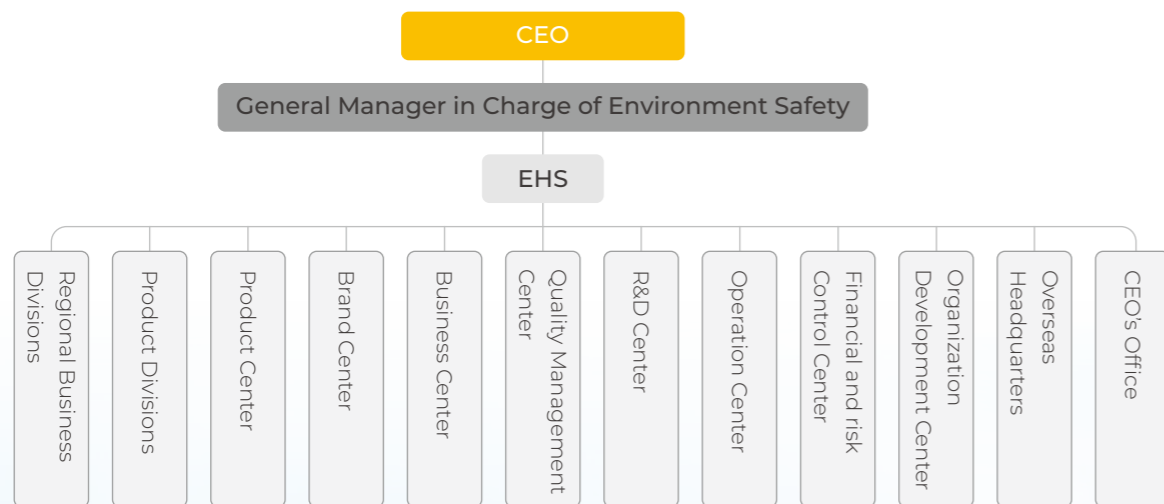 CEO
General Manager in Charge of Environment Safety
EHS
Regional Business
Divisions
Product Divisions
Product Center
Brand Center
Business Center
Quality Management
Center
R&D Center
Operation Center
Financial and risk
Control Center
Organization
Development Center
Overseas
Headquarters
CEO's Office